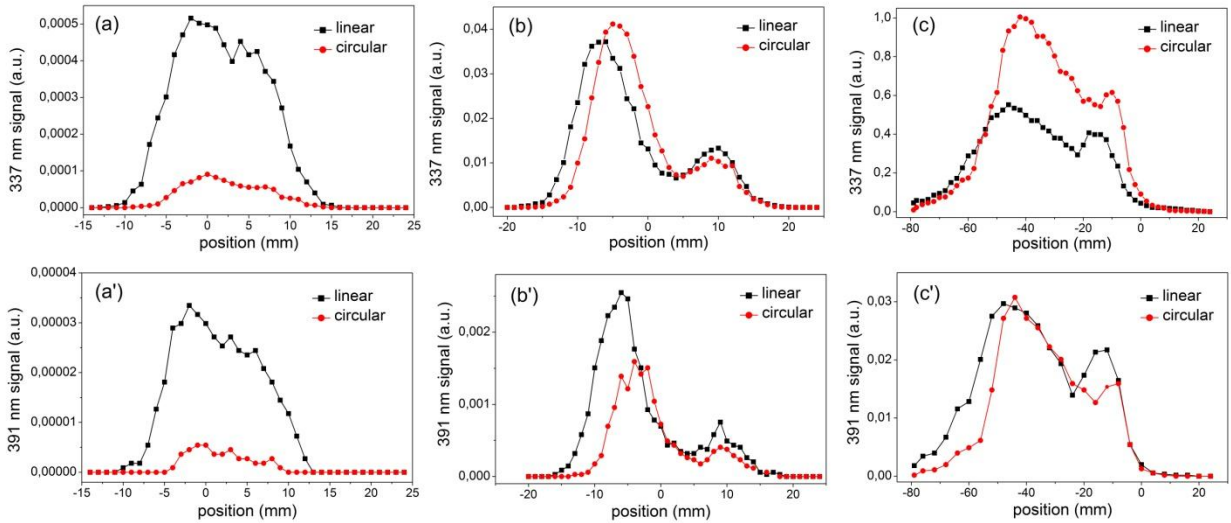 (a)
linear
circular
337 nm signal (a.u.)
0,0005
0,0004
0,0003
0,0002
0,0001
0,0000
-10 -5 0 5 10 15 20 25
position (mm)
(b)
linear
circular
337 nm signal (a.u.)
0,04
0,03
0,02
0,01
0,00
-20 -10 0 10 20
position (mm)
(c)
linear
circular
337 nm signal (a.u.)
1,0
0,8
0,6
0,4
0,2
0,0
-80 -60 -40 -20 0 20
position (mm)
(a')
linear
circular
391 nm signal (a.u.)
0,00004
0,00003
0,00002
0,00001
0,00000
-10 -5 0 5 10 15 20 25
position (mm)
(b')
linear
circular
391 nm signal (a.u.)
0,002
0,001
0,000
-20 -10 0 10 20
position (mm)
(c')
linear
circular
391 nm signal (a.u.)
0,03
0,02
0,01
0,00
-80 -60 -40 -20 0 20
position (mm)